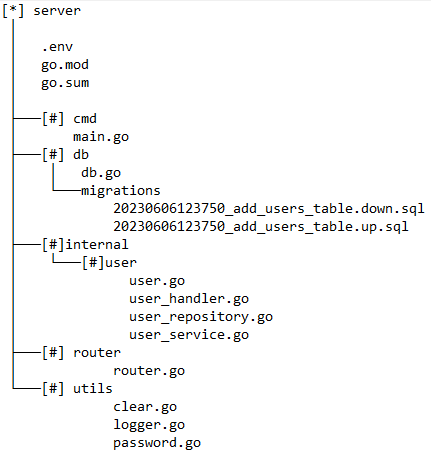 [*] server
.env
go.mod
go.sum
[#] cmd
main.go
[#] db
db.go
migrations
20230606123750_add_users_table.down.sql
20230606123750_add_users_table.up.sql
[#]internal
[#]user
user.go
user_handler.go
user_repository.go
user_service.go
[#] router
router.go
[#] utils
clear.go
logger.go
password.go